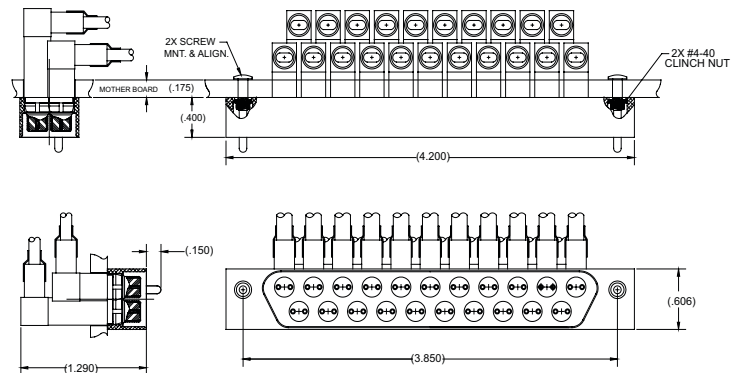 2X SCREW
MNT. & ALIGN.
2X #4-40
CLINCH NUT
MOTHER BOARD
(.175)
(.400)
(4.200)
(.150)
(.606)
(3.850)
(1.290)